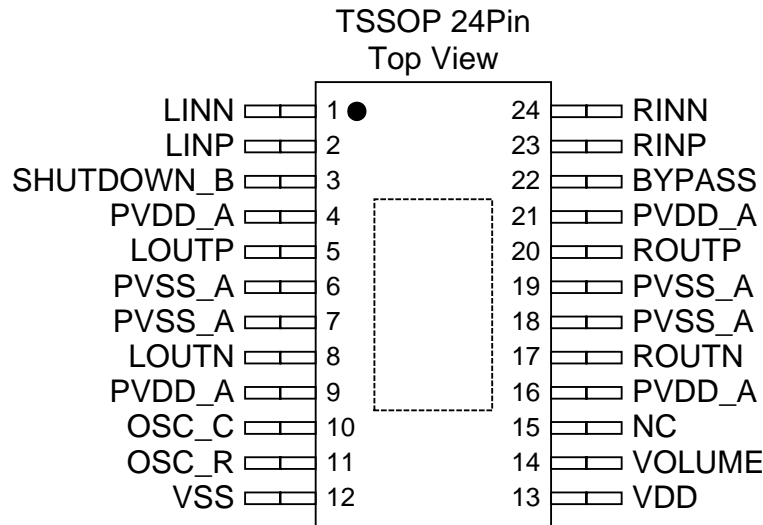 TSSOP 24Pin
Top View
LINN 1 24 RINN
LINP 2 23 RINP
SHUTDOWN_B 3 22 BYPASS
PVDD_A 4 21 PVDD_A
LOUTP 5 20 ROUTP
PVSS_A 6 19 PVSS_A
PVSS_A 7 18 PVSS_A
LOUTN 8 17 ROUTN
PVDD_A 9 16 PVDD_A
OSC_C 10 15 NC
OSC_R 11 14 VOLUME
VSS 12 13 VDD